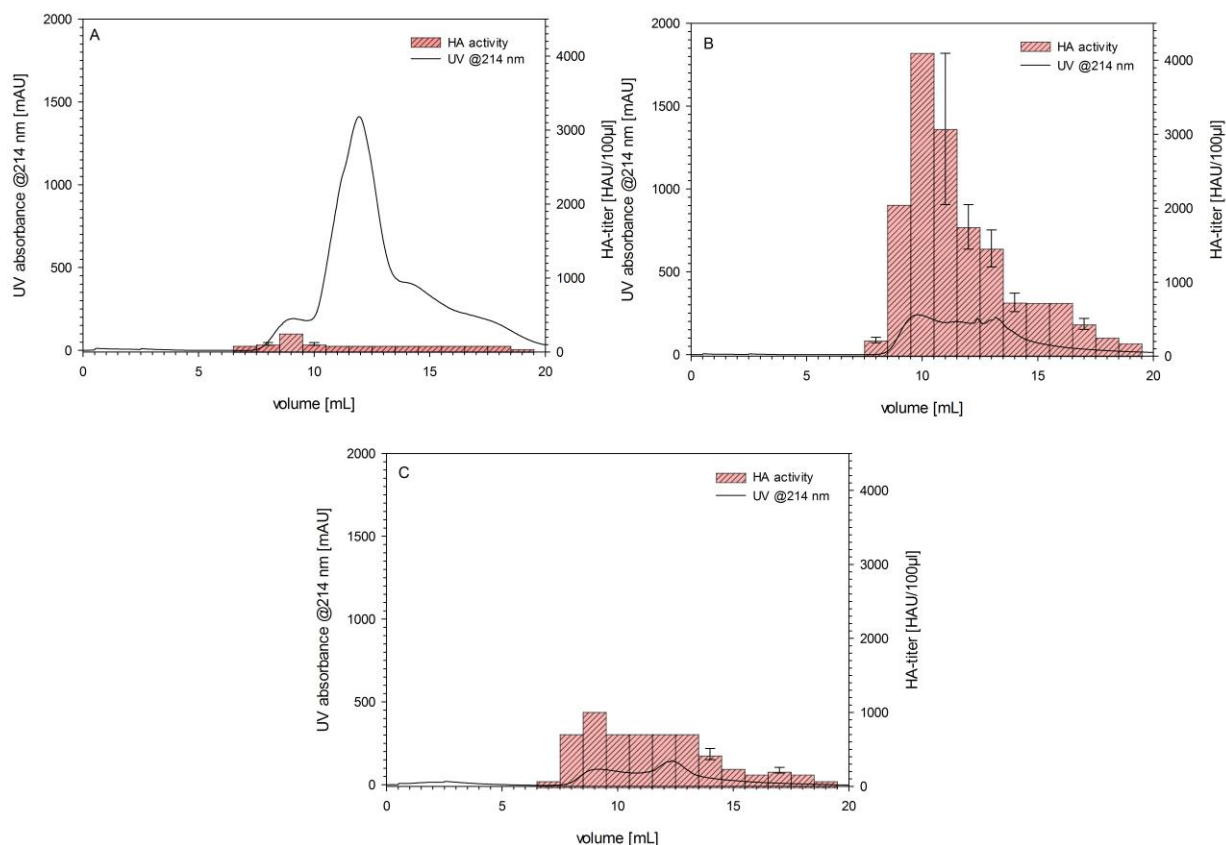 A
HA activity
UV @214 nm
UV absorbance @214 nm [mAU]
2000
1500
1000
500
0
HA-titer [HAU/100µl]
4000
3000
2000
1000
0
0 5 10 15 20
volume [mL]
B
HA activity
UV @214 nm
UV absorbance @214 nm [mAU]
2000
1500
1000
500
0
HA-titer [HAU/100µl]
4000
3000
2000
1000
0
0 5 10 15 20
volume [mL]
C
HA activity
UV @214 nm
UV absorbance @214 nm [mAU]
2000
1500
1000
500
0
HA-titer [HAU/100µl]
4000
3000
2000
1000
0
0 5 10 15 20
volume [mL]